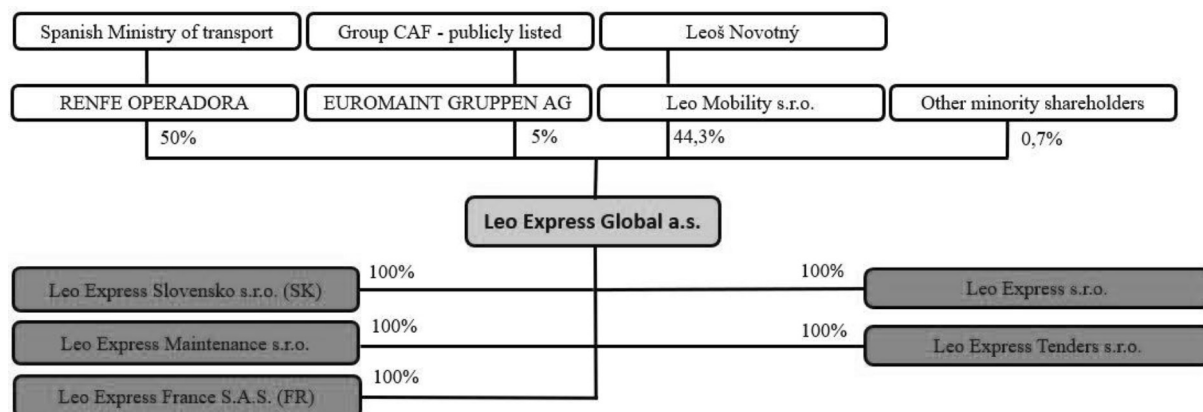 Spanish Ministry of transport
Group CAF - publicly listed
Leoš Novotný
RENFE OPERADORA
EUROMAINT GRUPPEN AG
Leo Mobility s.r.o.
Other minority shareholders
50%
5%
44,3%
0,7%
Leo Express Global a.s.
100%
100%
Leo Express Slovensko s.r.o. (SK)
Leo Express s.r.o.
100%
100%
Leo Express Maintenance s.r.o.
Leo Express Tenders s.r.o.
100%
Leo Express France S.A.S. (FR)